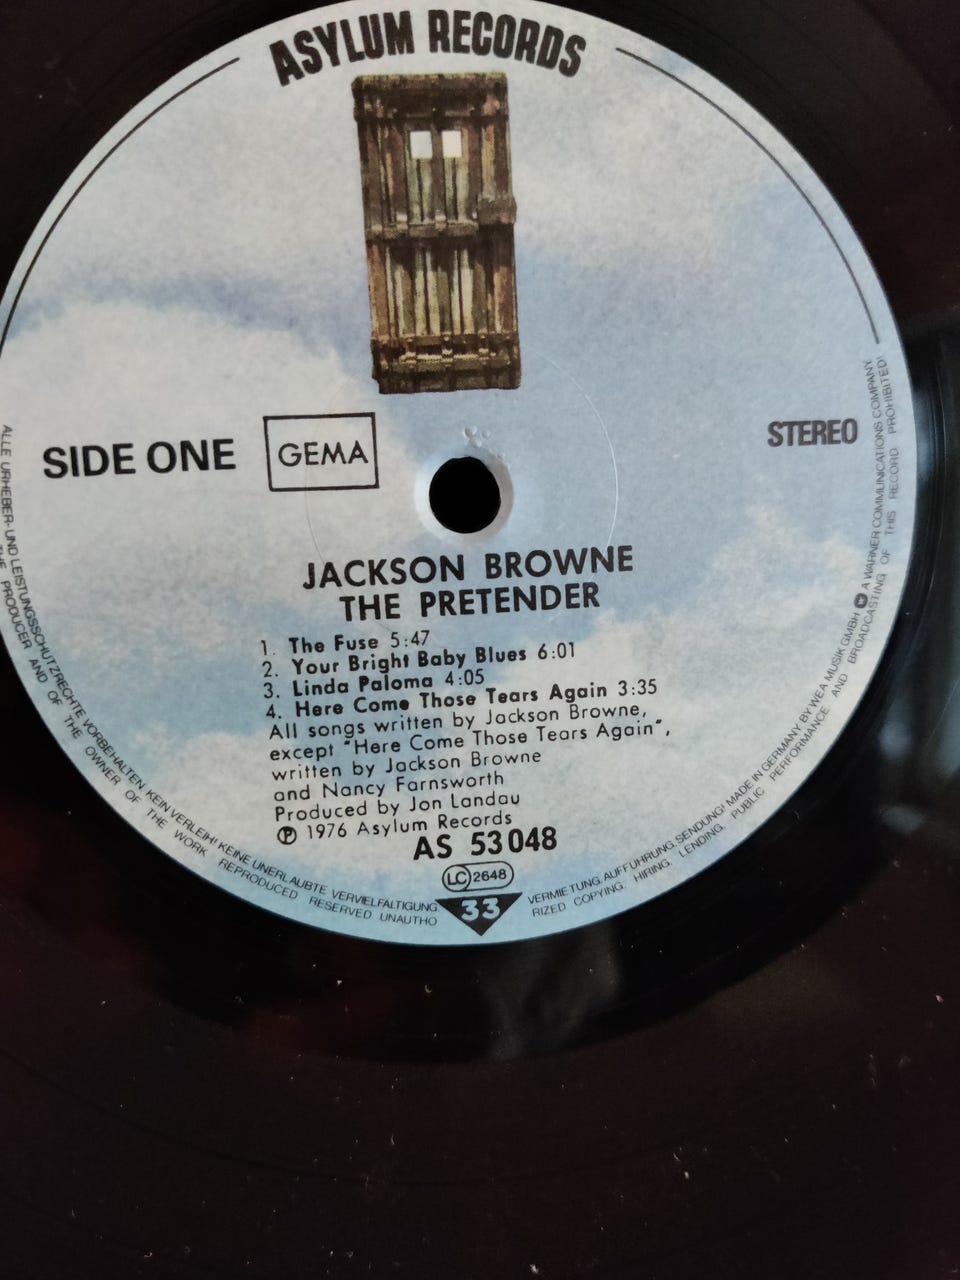 ASYLUM RECORDS
SIDE ONE
GEMA
STEREO
JACKSON BROWNE
THE PRETENDER
1. The Fuse 5:47
2. Your Bright Baby Blues 6:01
3. Linda Paloma 4:05
4. Here Come Those Tears Again 3:35
All songs written by Jackson Browne,
except "Here Come Those Tears Again",
written by Jackson Browne
and Nancy Farnsworth
Produced by Jon Landau
Ⓟ 1976 Asylum Records
AS 53 048
LC 2648
33
ALLE URHEBER- UND LEISTUNGSSCHUTZRECHTE VORBEHALTEN KEIN VERLEIH! KEINE UNERLAUBTE VERVIELFÄLTIGUNG
VERMIETUNG. AUFFÜHRUNG. SENDUNG! MADE IN GERMANY BY WEA MUSIK GMBH A WARNER COMMUNICATIONS COMPANY
THE PRODUCER AND OF THE OWNER OF THE WORK REPRODUCED RESERVED UNAUTHO
RIZED COPYING. HIRING. LENDING. PUBLIC PERFORMANCE AND BROADCASTING OF THIS RECORD PROHIBITED!